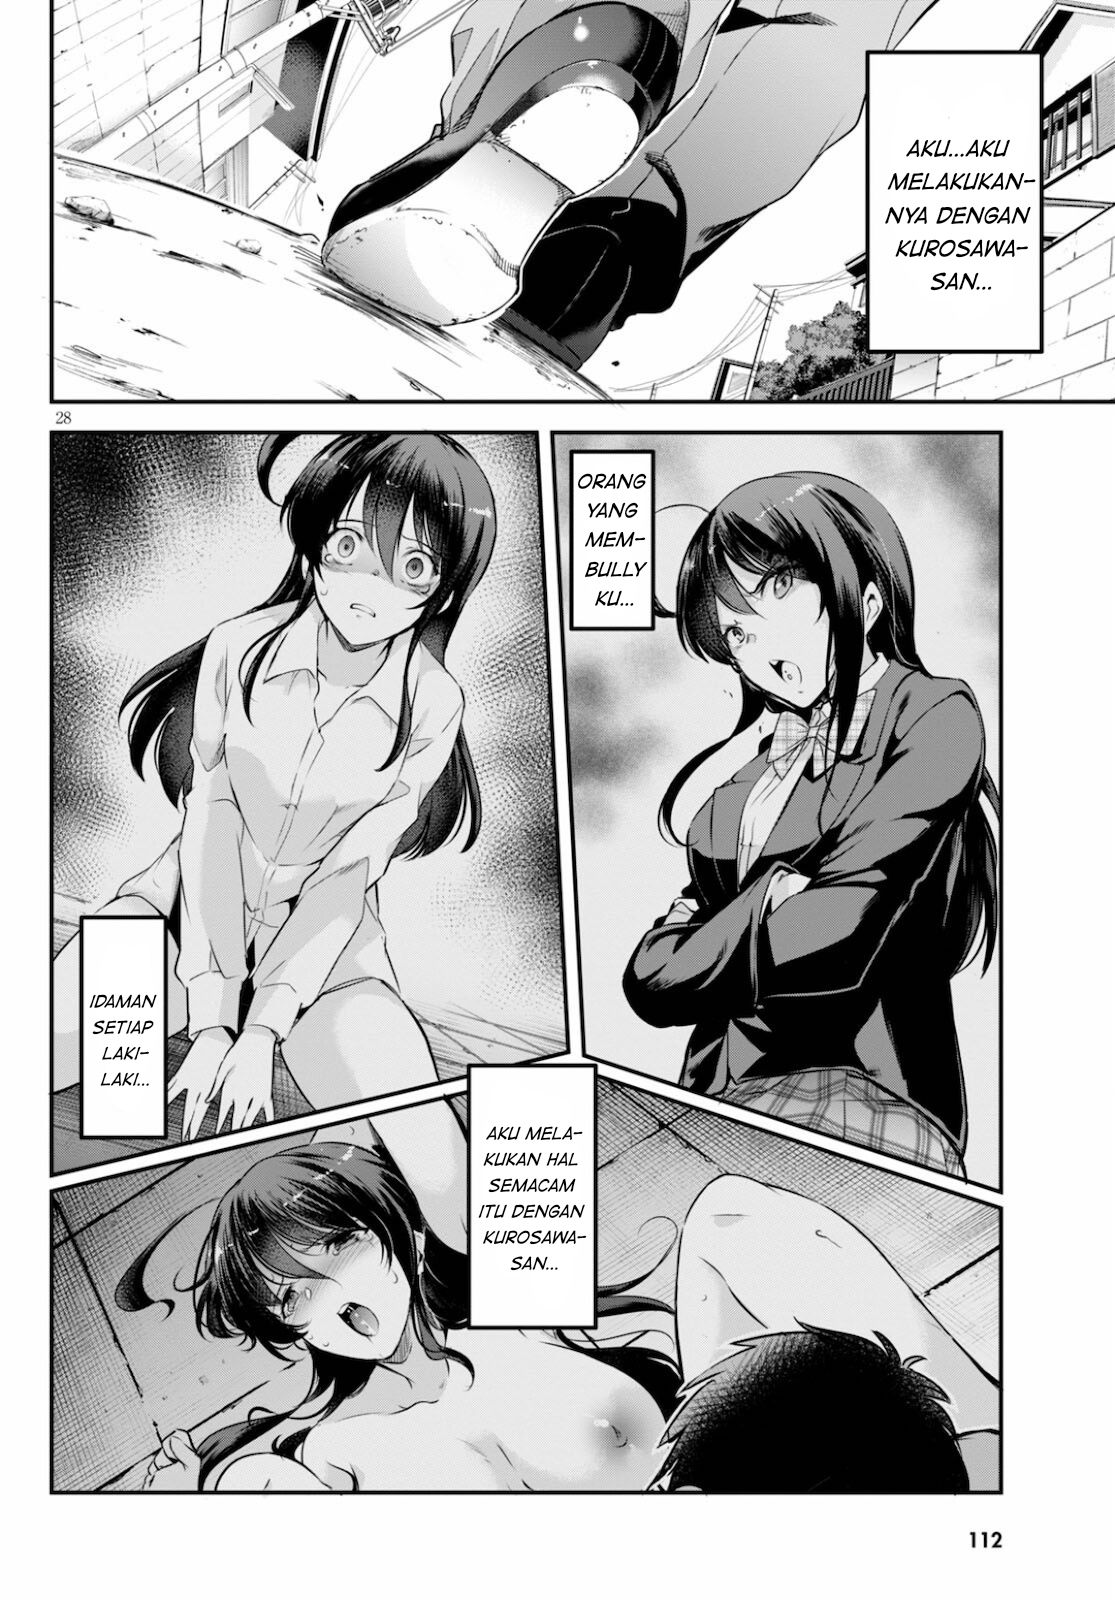 AKU...AKU
MELAKUKAN-
NYA DENGAN
KUROSAWA-
SAN...
28
ORANG
YANG
MEM-
BULLY
KU...
IDAMAN
SETIAP
LAKI-
LAKI...
AKU MELA-
KUKAN HAL
SEMACAM
ITU DENGAN
KUROSAWA-
SAN...
112